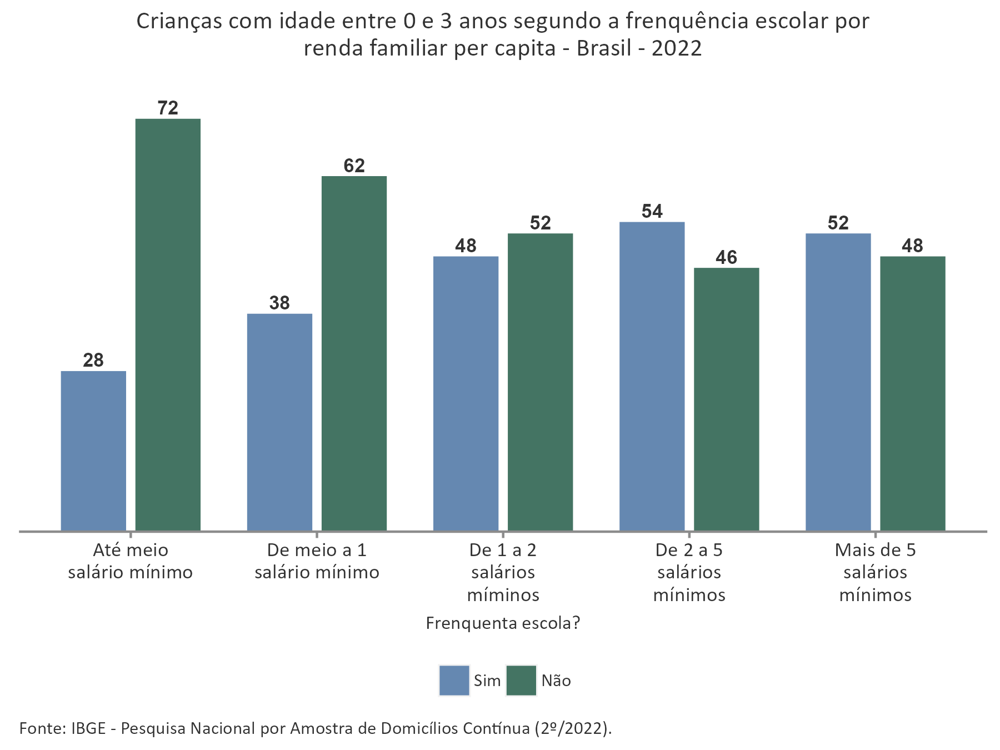 Crianças com idade entre 0 e 3 anos segundo a frenquência escolar por
renda familiar per capita - Brasil - 2022
72
62
54
52
52
48
48
46
38
28
Até meio
salário mínimo
De meio a 1
salário mínimo
De 1 a 2
salários
míminos
De 2 a 5
salários
mínimos
Mais de 5
salários
mínimos
Frenquenta escola?
Sim
Não
Fonte: IBGE - Pesquisa Nacional por Amostra de Domicílios Contínua (2º/2022).